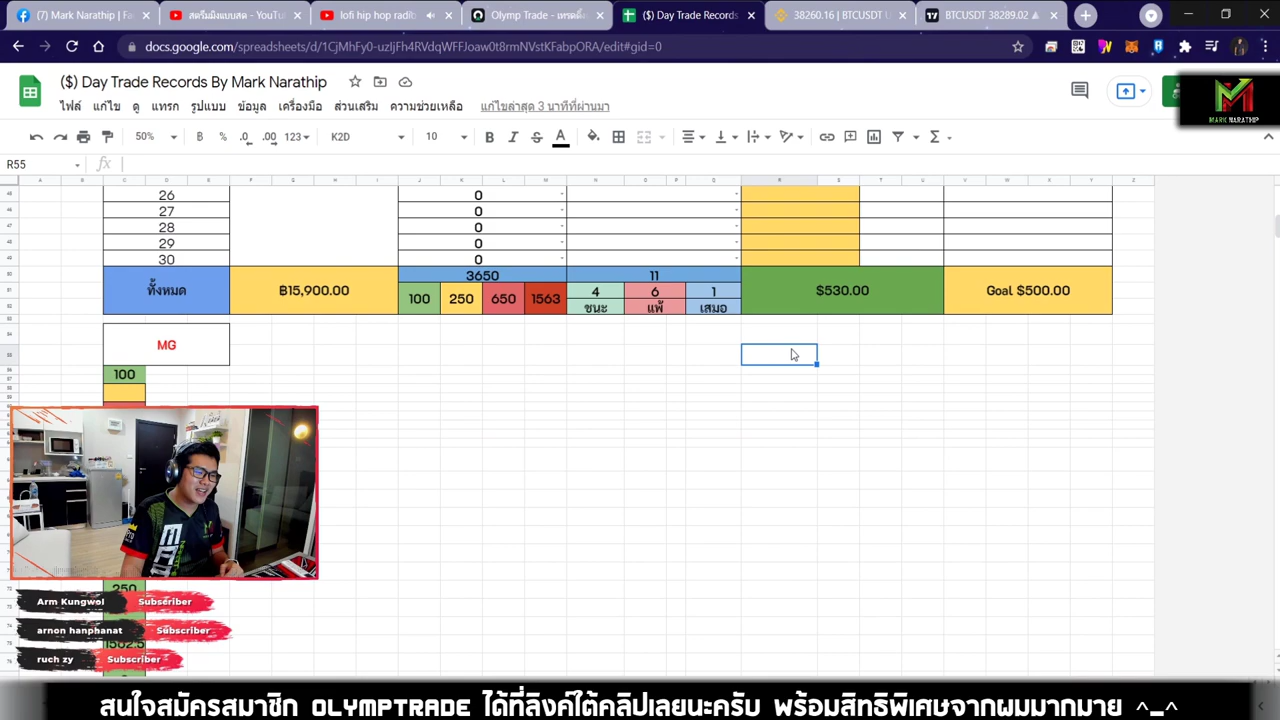 (7) Mark Narathip | Fa
สตรีมมิงแบบสด - YouTu
lofi hip hop radio
Olymp Trade - เทรดดิ้
($) Day Trade Records
38260.16 | BTCUSDT
BTCUSDT 38289.02
docs.google.com/spreadsheets/d/1CjMhFy0-uzIjFh4RVdqWFFJoaw0t8rmNVstKFabpORA/edit#gid=0
($) Day Trade Records By Mark Narathip
ไฟล์ แก้ไข ดู แทรก รูปแบบ ข้อมูล เครื่องมือ ส่วนเสริม ความช่วยเหลือ แก้ไขล่าสุด 3 นาทีที่ผ่านมา
MARK NARATHIP
50% ฿ % .0 .00 123 K2D 10 B I S A
R55 fx
A B C D E F G H I J K L M N O P Q R S T U V W X Y Z
26 0
27 0
28 0
29 0
30 0
ทั้งหมด ฿15,900.00 3650 11 $530.00 Goal $500.00
100 250 650 1563 4 6 1
ชนะ แพ้ เสมอ
MG
100
250
1562.5
Arm Kungwol Subscriber
arnon hanphanat Subscriber
ruch zy Subscriber
สนใจสมัครสมาชิก OLYMPTRADE ได้ที่ลิงค์ใต้คลิปเลยนะครับ พร้อมสิทธิพิเศษจากผมมากมาย ^_^